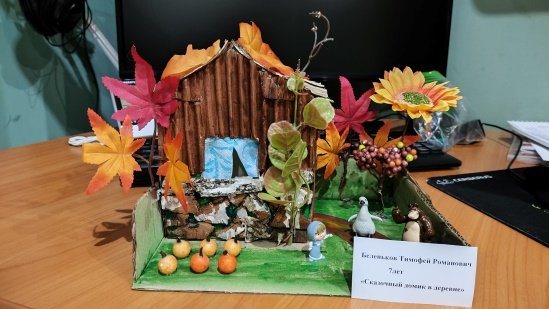 Беленьков Тимофей Романович
7лет
«Сказочный домик в деревне»